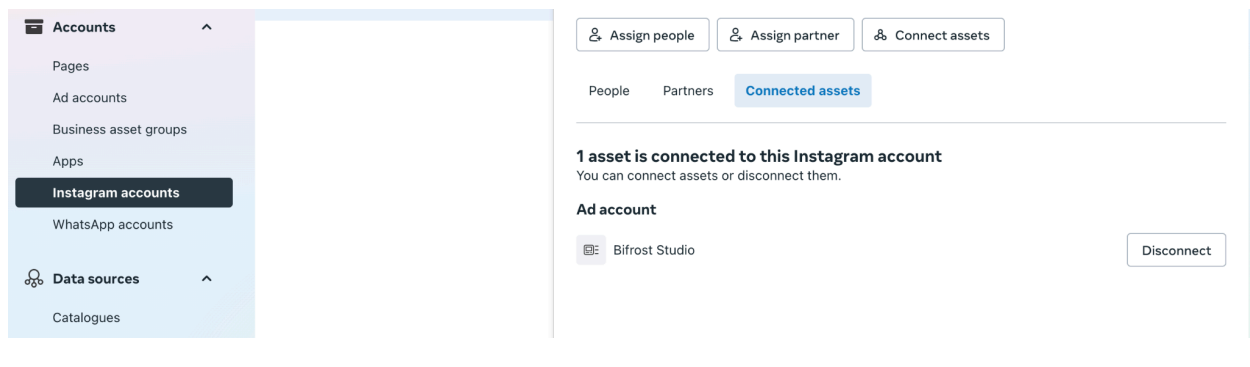 Accounts
Pages
Ad accounts
Business asset groups
Apps
Instagram accounts
WhatsApp accounts
Data sources
Catalogues
Assign people
Assign partner
Connect assets
People
Partners
Connected assets
1 asset is connected to this Instagram account
You can connect assets or disconnect them.
Ad account
Bifrost Studio
Disconnect